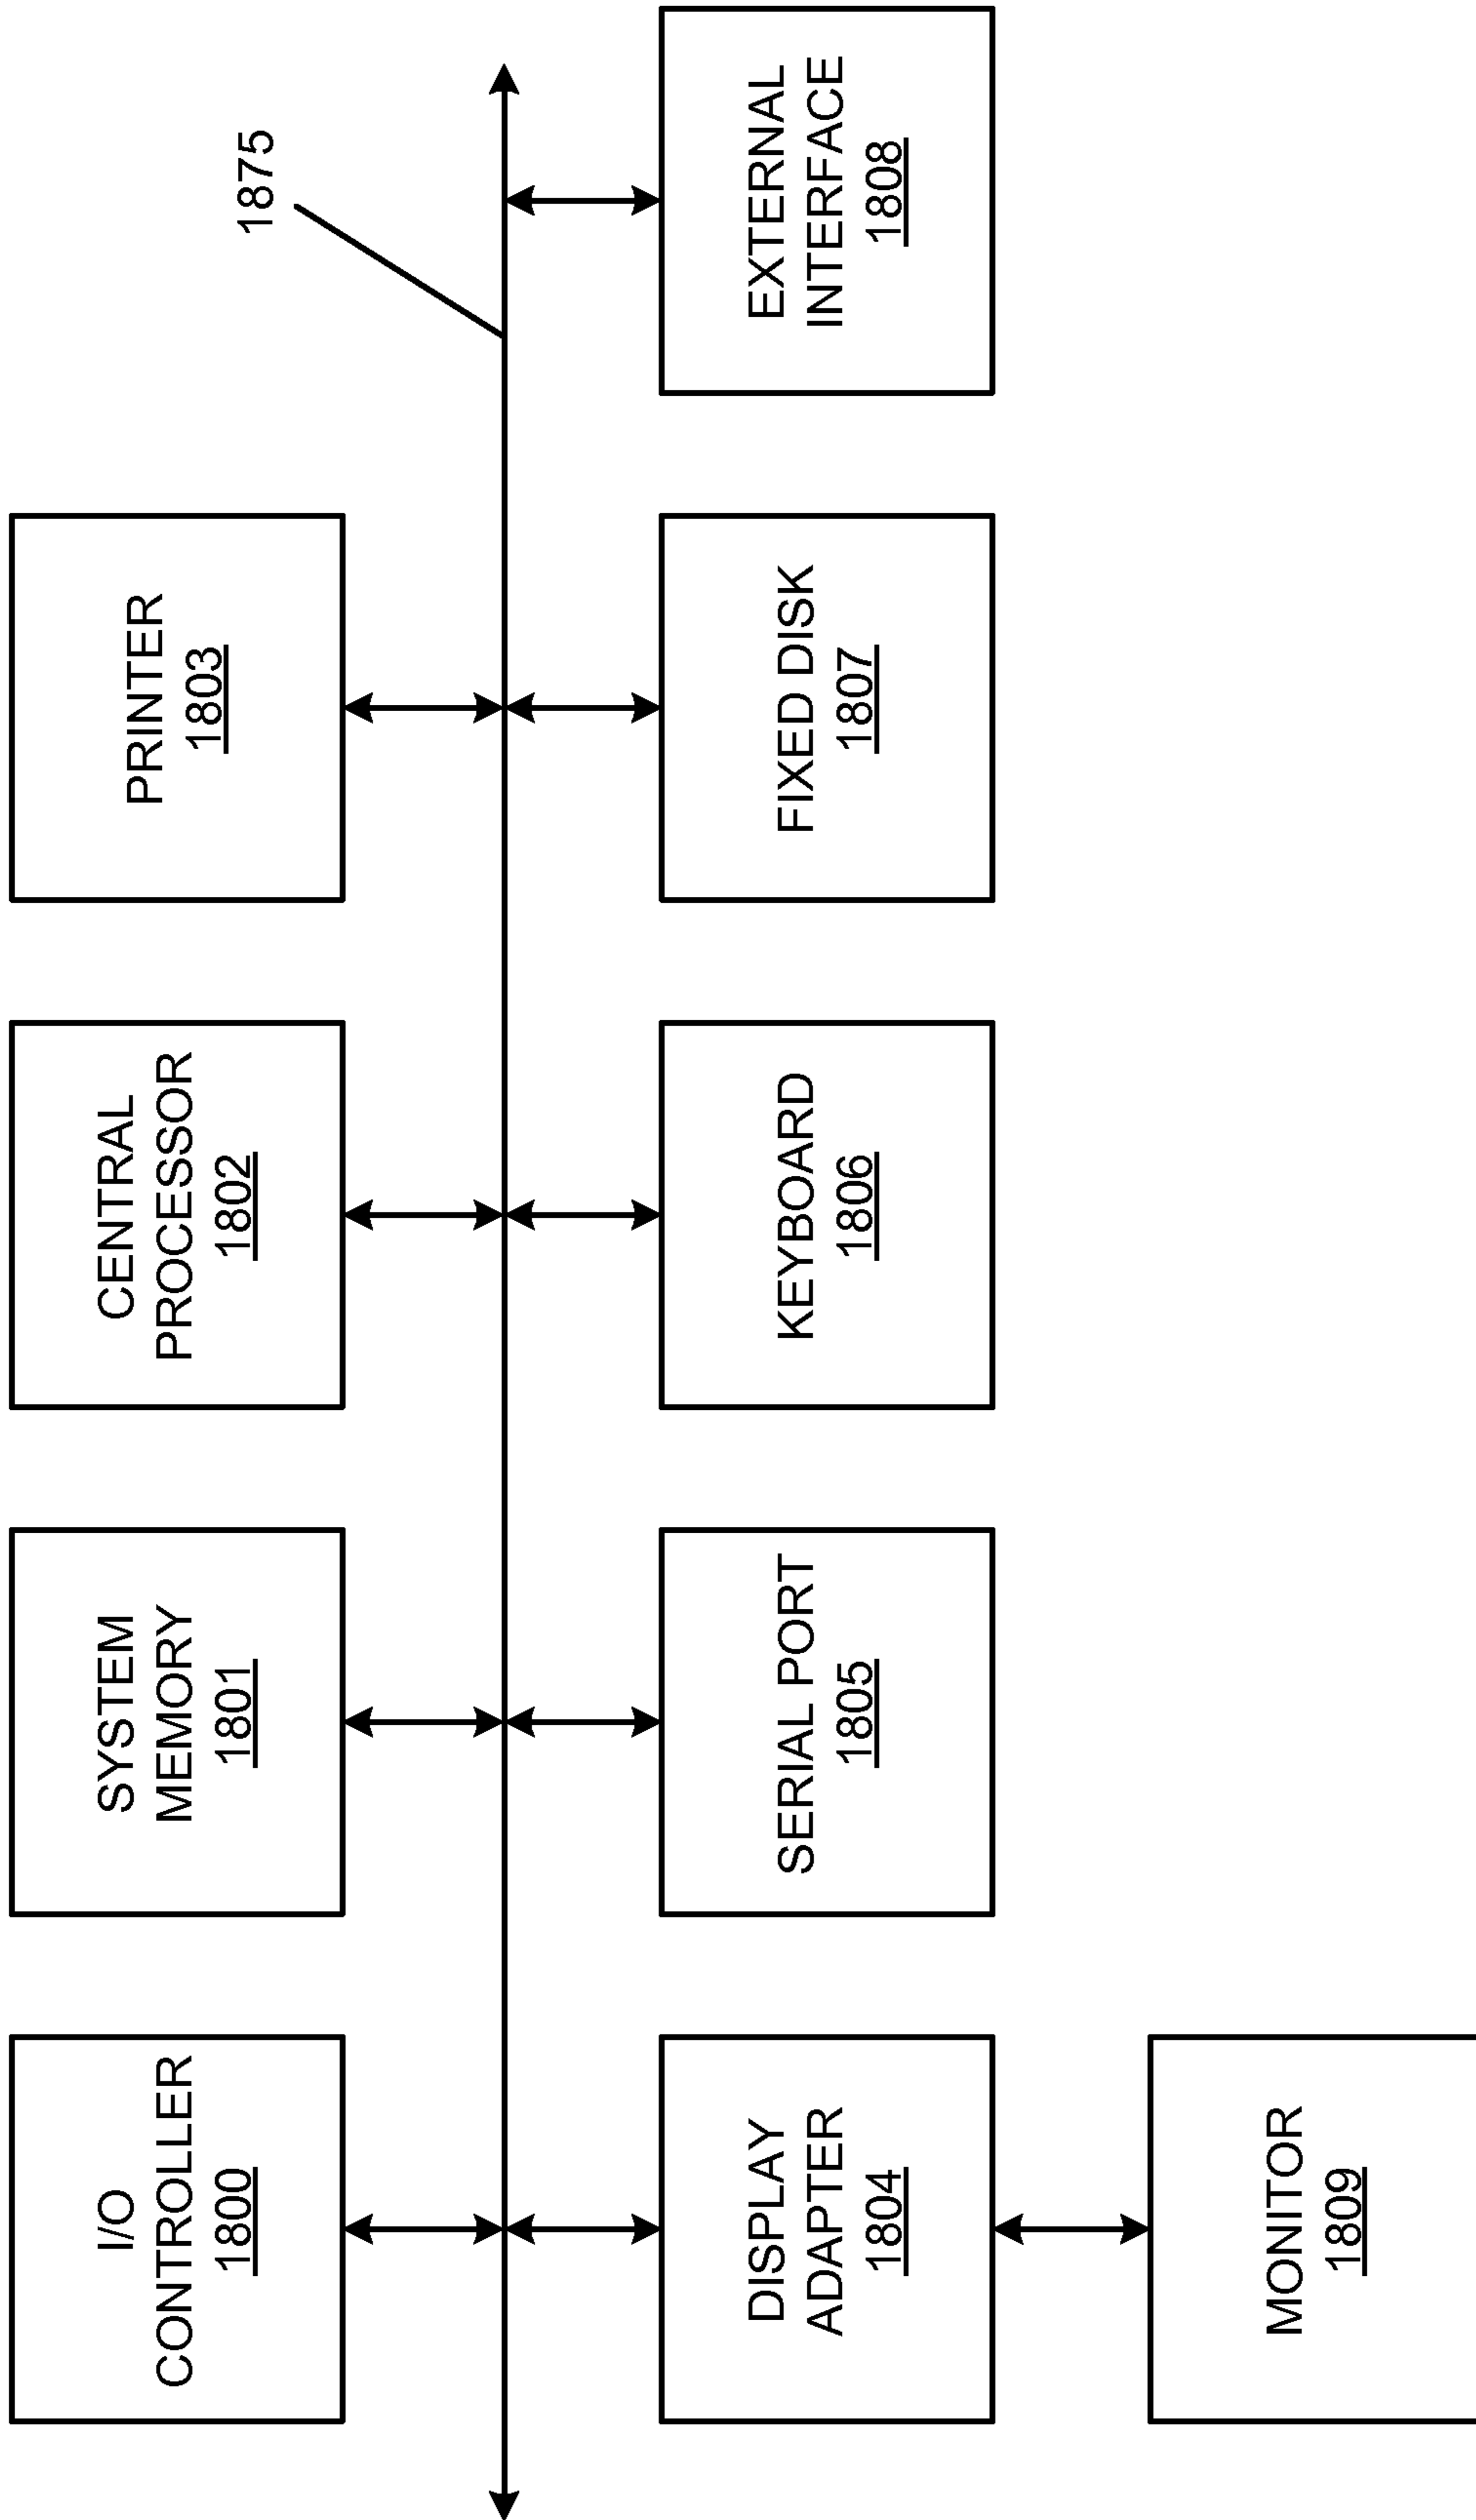 I/O
CONTROLLER
1800
SYSTEM
MEMORY
1801
CENTRAL
PROCESSOR
1802
PRINTER
1803
1875
DISPLAY
ADAPTER
1804
SERIAL PORT
1805
KEYBOARD
1806
FIXED DISK
1807
EXTERNAL
INTERFACE
1808
MONITOR
1809